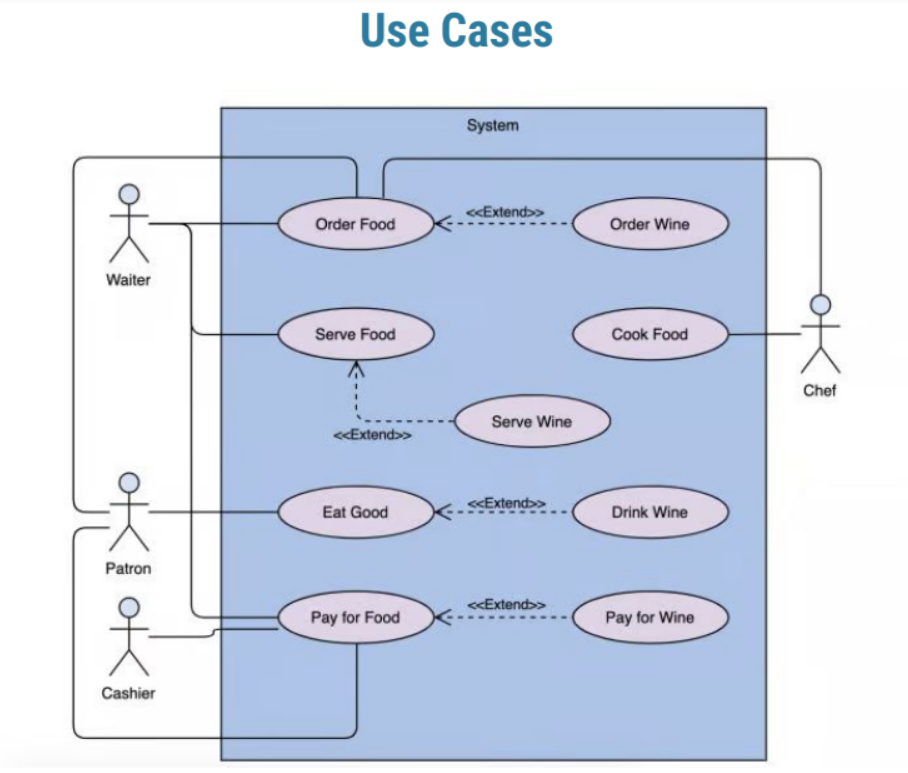 Use Cases
System
Order Food
<<Extend>>
Order Wine
Waiter
Serve Food
Cook Food
Chef
Serve Wine
<<Extend>>
Eat Good
<<Extend>>
Drink Wine
Patron
Pay for Food
<<Extend>>
Pay for Wine
Cashier